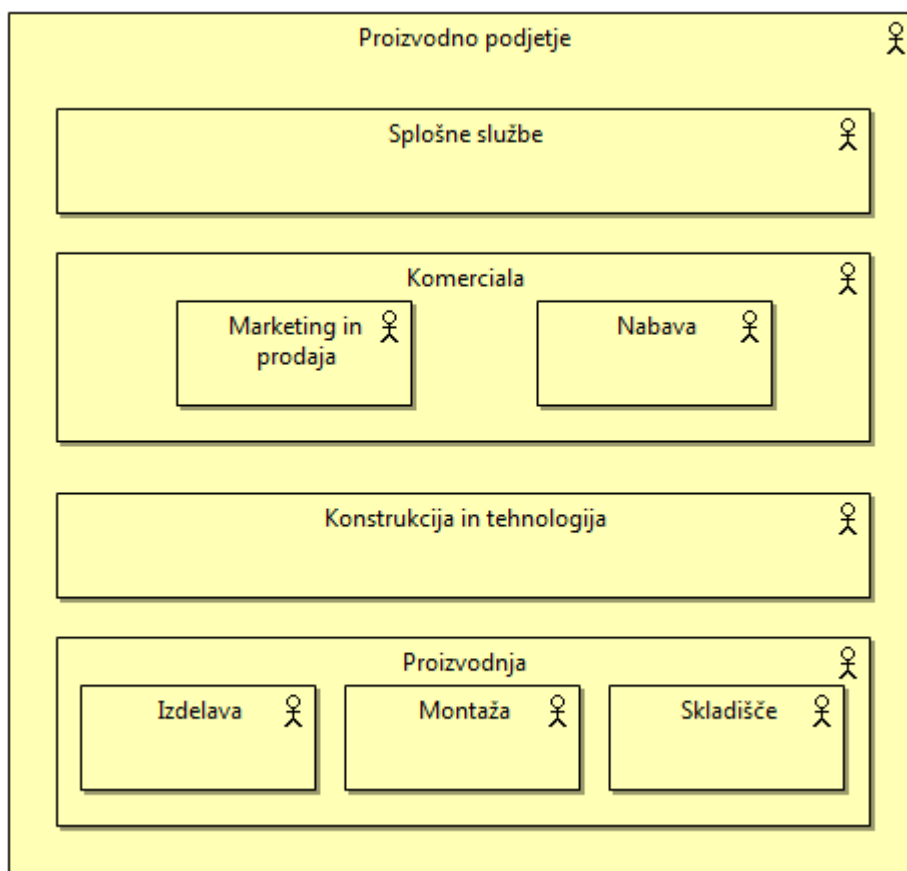 Proizvodno podjetje
Splošne službe
Komerciala
Marketing in
prodaja
Nabava
Konstrukcija in tehnologija
Proizvodnja
Izdelava
Montaža
Skladišče